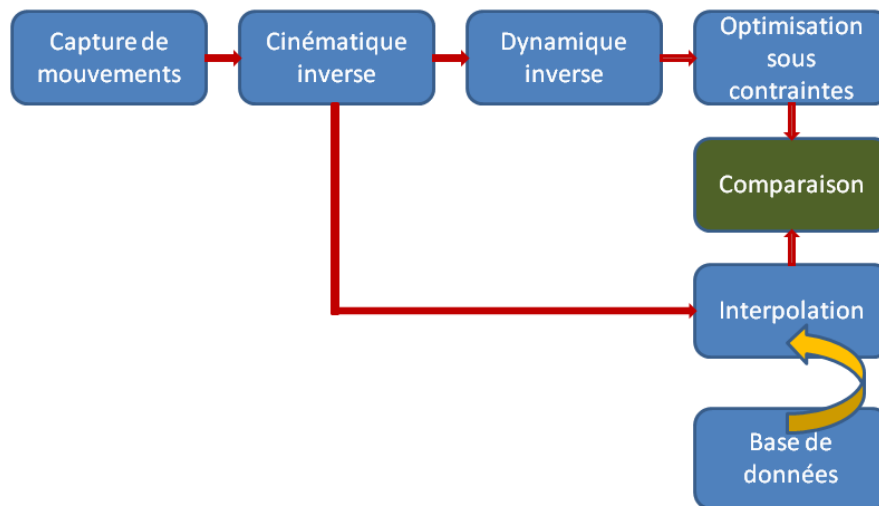 Capture de
mouvements
Cinématique
inverse
Dynamique
inverse
Optimisation
sous
contraintes
Comparaison
Interpolation
Base de
données